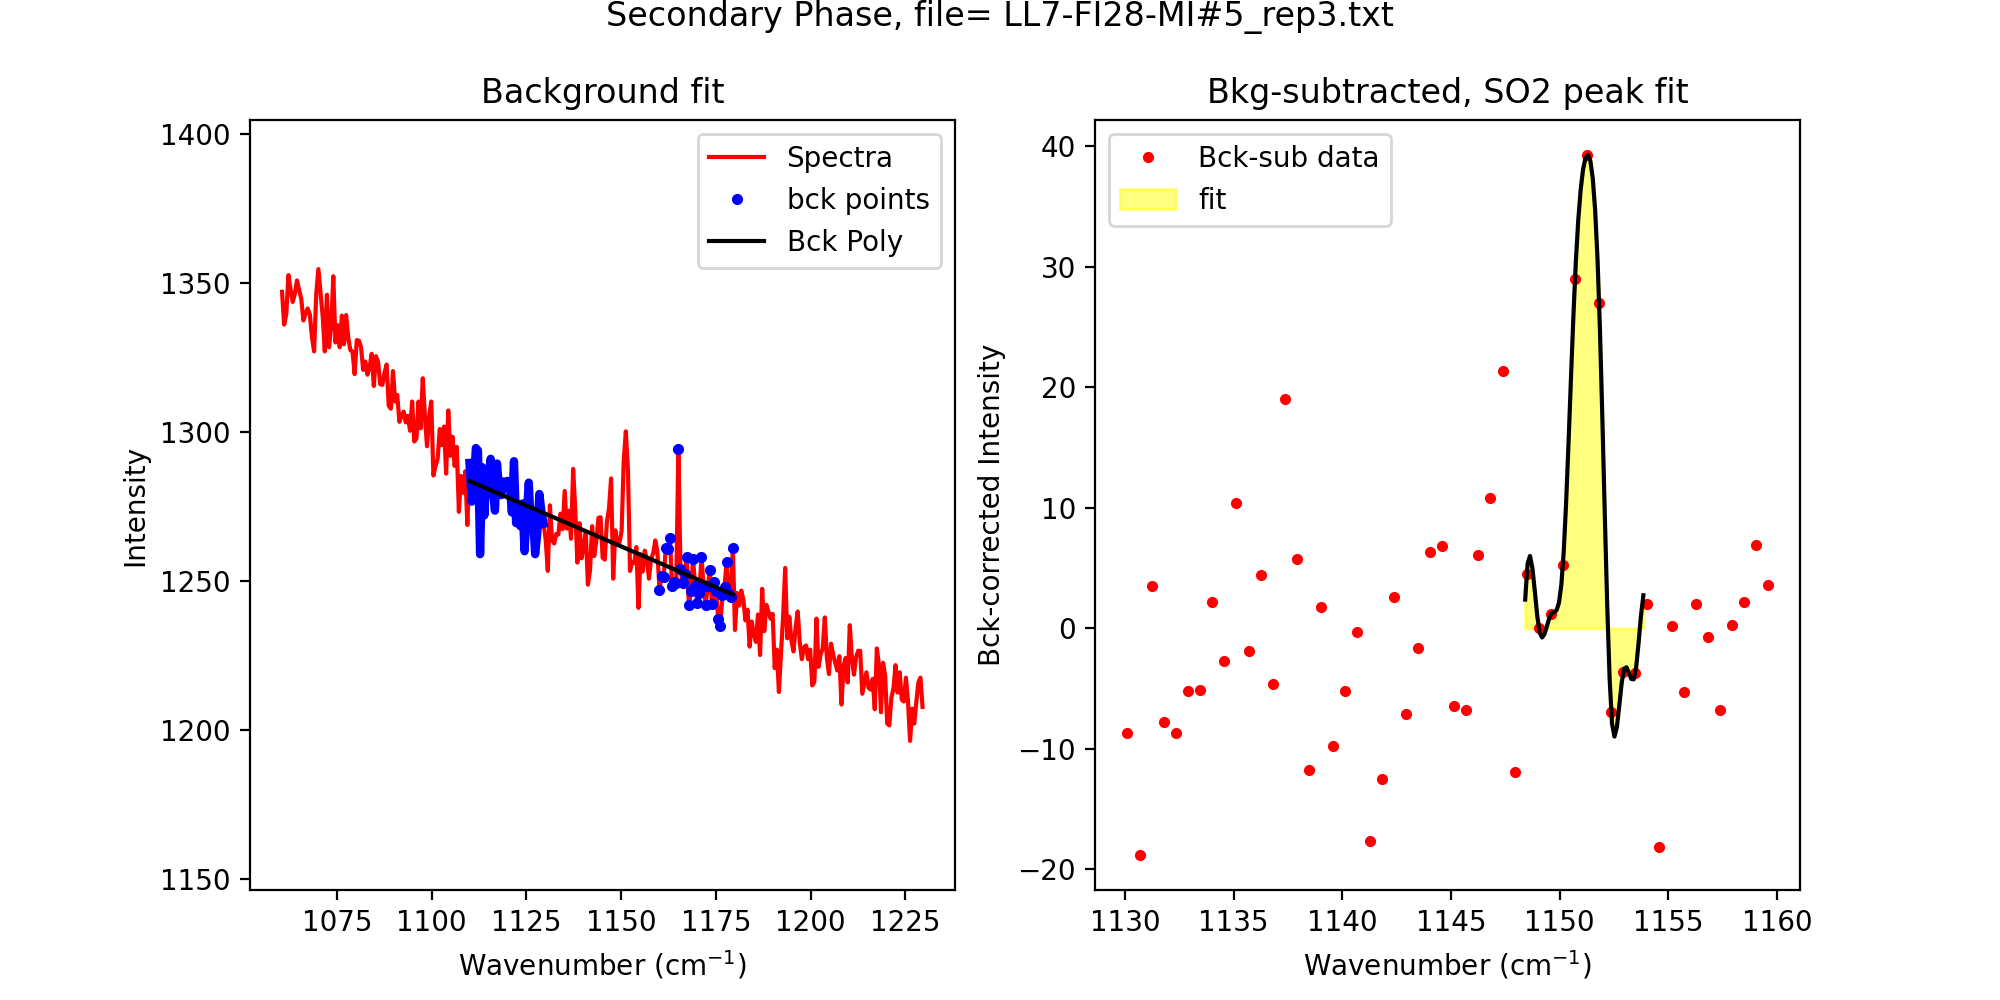 Secondary Phase, file= LL7-FI28-MI#5_rep3.txt
Background fit
1400
1350
1300
1250
1200
1150
Intensity
Spectra
bck points
Bck Poly
1075 1100 1125 1150 1175 1200 1225
Wavenumber (cm⁻¹)
Bkg-subtracted, SO2 peak fit
40
30
20
10
0
−10
−20
Bck-corrected Intensity
Bck-sub data
fit
1130 1135 1140 1145 1150 1155 1160
Wavenumber (cm⁻¹)